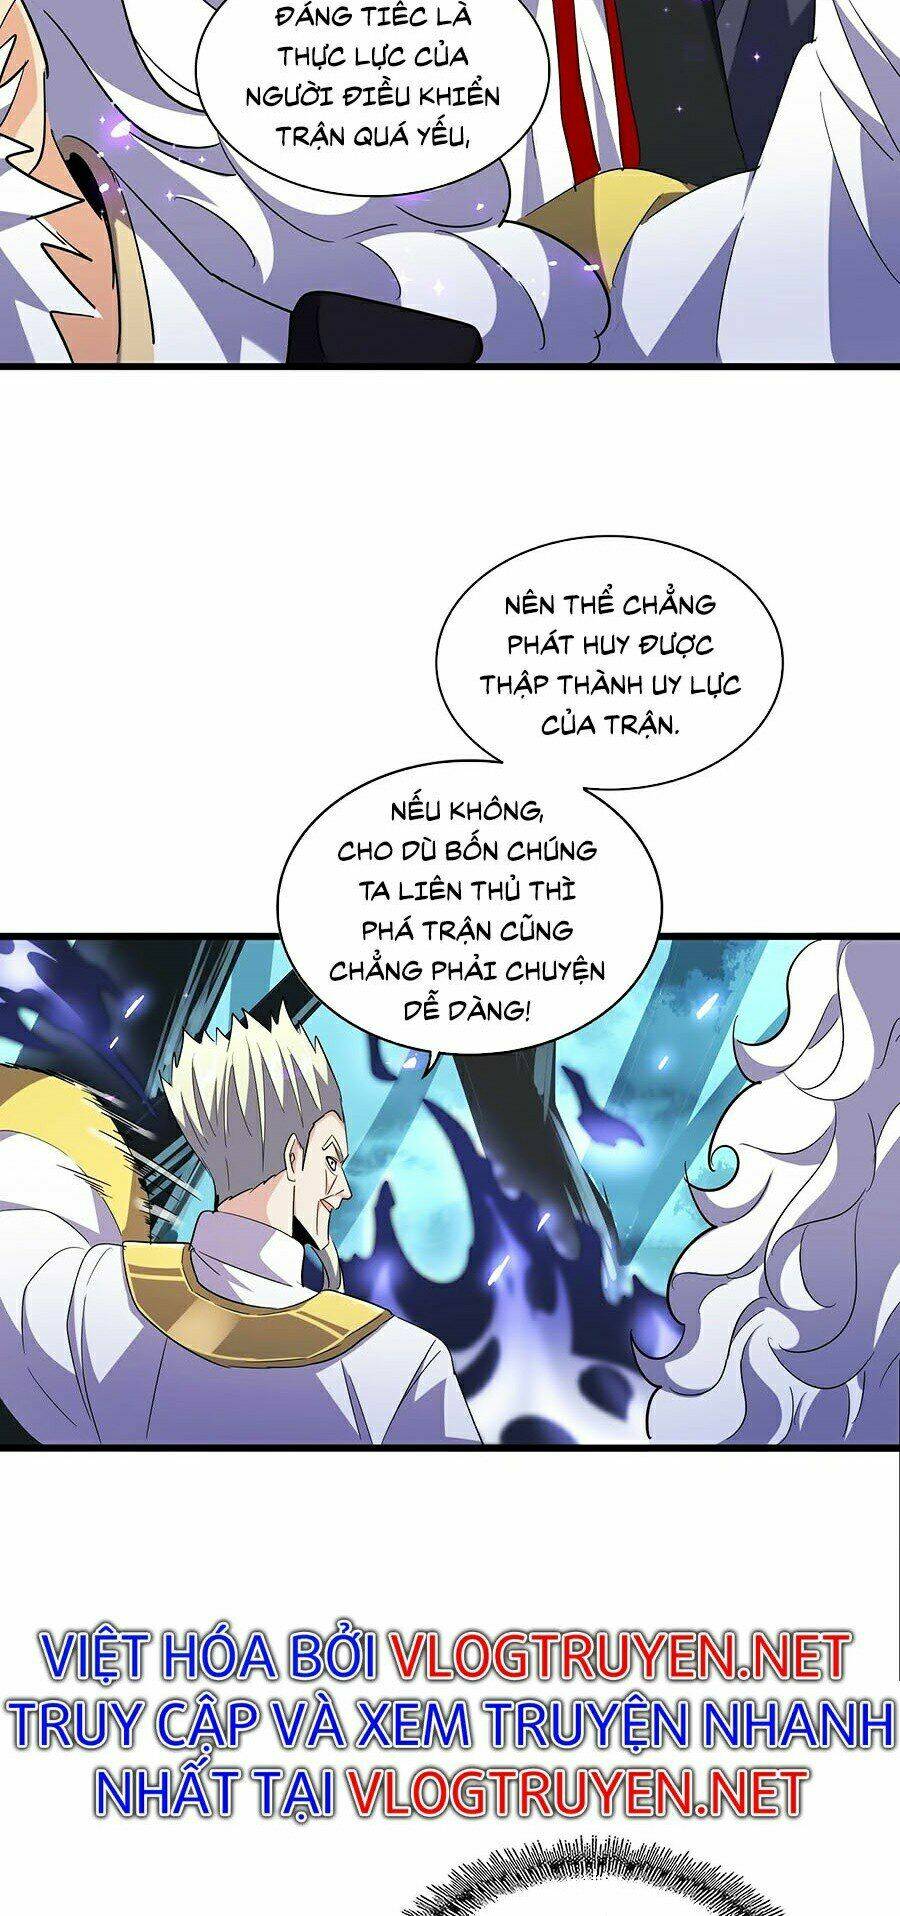 ĐÁNG TIẾC LÀ
THỰC LỰC CỦA
NGƯỜI ĐIỀU KHIỂN
TRẬN QUÁ YẾU,
NÊN THỂ CHẲNG
PHÁT HUY ĐƯỢC
THẬP THÀNH UY LỰC
CỦA TRẬN.
NẾU KHÔNG,
CHO DÙ BỐN CHÚNG
TA LIÊN THỦ THÌ
PHÁ TRẬN CŨNG
CHẲNG PHẢI CHUYỆN
DỄ DÀNG!
VIỆT HÓA BỞI VLOGTRUYEN.NET
TRUY CẬP VÀ XEM TRUYỆN NHANH
NHẤT TẠI VLOGTRUYEN.NET